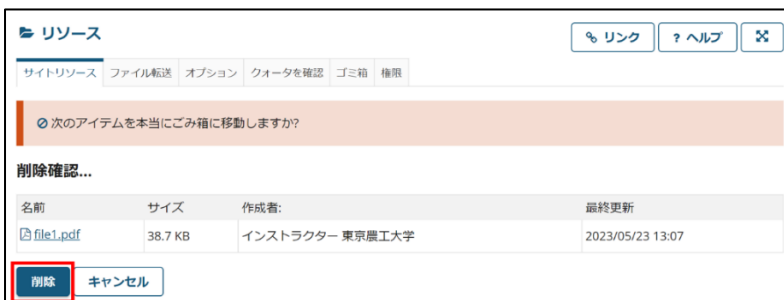 リソース
リンク
? ヘルプ
サイトリソース ファイル転送 オプション クォータを確認 ゴミ箱 権限
次のアイテムを本当にごみ箱に移動しますか?
削除確認...
名前 サイズ 作成者: 最終更新
file1.pdf 38.7 KB インストラクター 東京農工大学 2023/05/23 13:07
削除 キャンセル